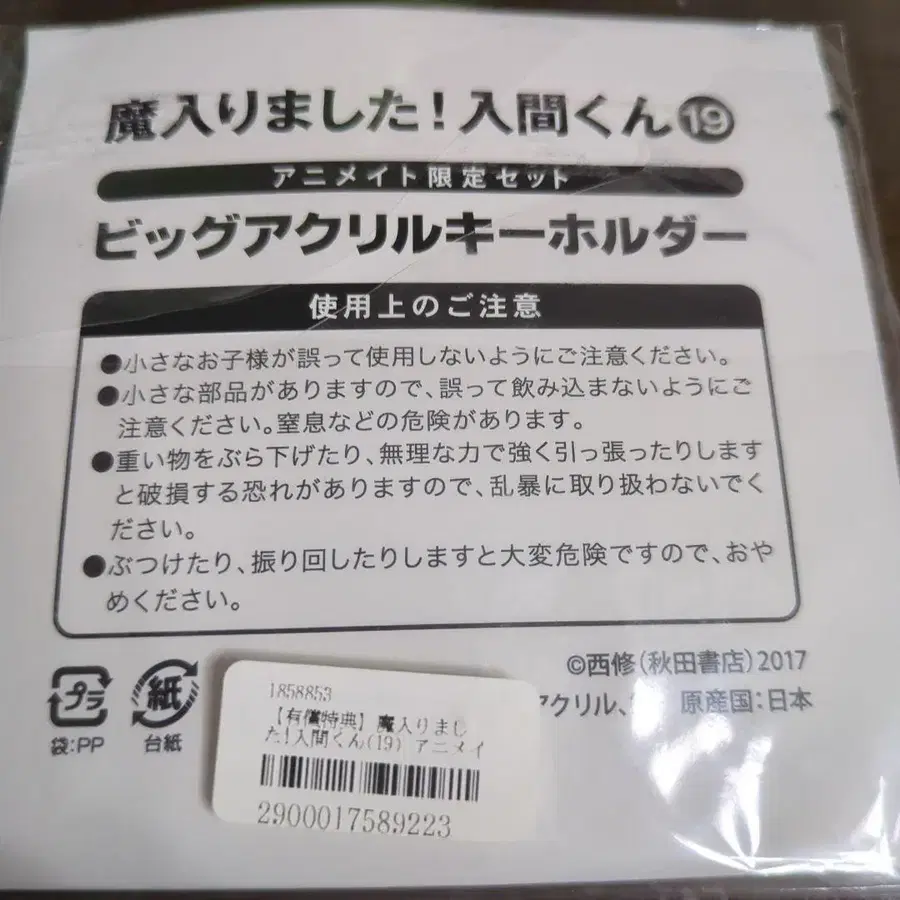 魔入りました!入間くん⑲
アニメイト限定セット
ビッグアクリルキーホルダー
使用上のご注意
●小さなお子様が誤って使用しないようにご注意ください。
●小さな部品がありますので、誤って飲み込まないようにご
注意ください。窒息などの危険があります。
●重い物をぶら下げたり、無理な力で強く引っ張ったりします
と破損する恐れがありますので、乱暴に取り扱わないでく
ださい。
●ぶつけたり、振り回したりしますと大変危険ですので、おや
めください。
©西修(秋田書店)2017
アクリル、
原産国:日本
プラ
袋:PP
紙
台紙
1858853
【有償特典】魔入りまし
た!入間くん(19) アニメイ
2900017589223